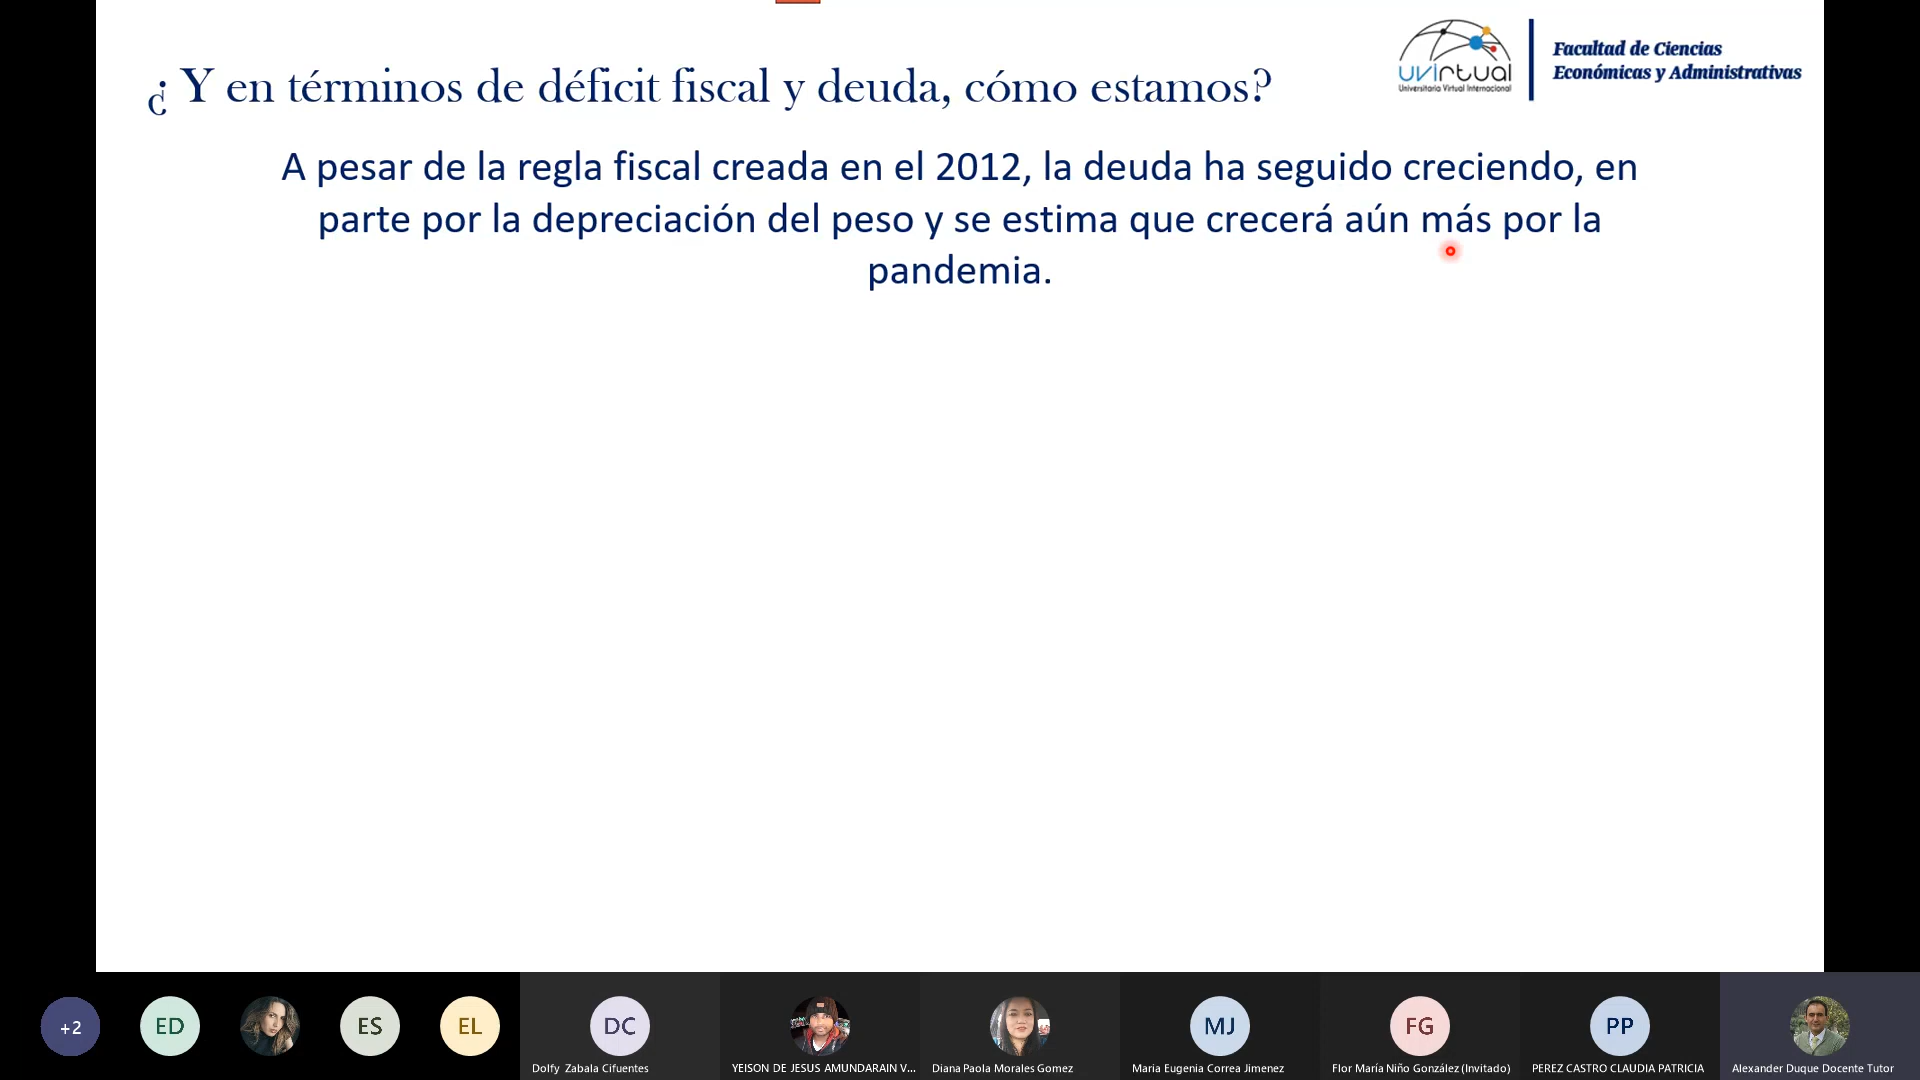 ¿ Y en términos de déficit fiscal y deuda, cómo estamos?
uvirtual
Universitaria Virtual Internacional
Facultad de Ciencias
Económicas y Administrativas
A pesar de la regla fiscal creada en el 2012, la deuda ha seguido creciendo, en
parte por la depreciación del peso y se estima que crecerá aún más por la
pandemia.
+2
ED
ES
EL
DC
MJ
FG
PP
Dolfy Zabala Cifuentes
YEISON DE JESUS AMUNDARAIN V...
Diana Paola Morales Gomez
Maria Eugenia Correa Jimenez
Flor María Niño González (Invitado)
PEREZ CASTRO CLAUDIA PATRICIA
Alexander Duque Docente Tutor